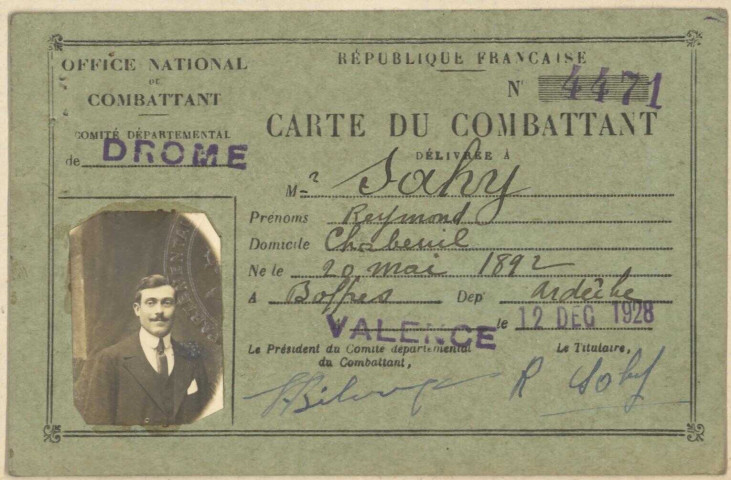 OFFICE NATIONAL
DU
COMBATTANT
COMITÉ DÉPARTEMENTAL
de DROME
RÉPUBLIQUE FRANÇAISE
N° 4471
CARTE DU COMBATTANT
DÉLIVRÉE À
Mr Sahy
Prénoms Reymond
Domicile Chabeuil
Né le 20 mai 1892
A Boffres Dep' Ardèche
VALENCE le 12 DEC 1928
Le Président du Comité départemental
du Combattant,
Le Titulaire,
R Sahy